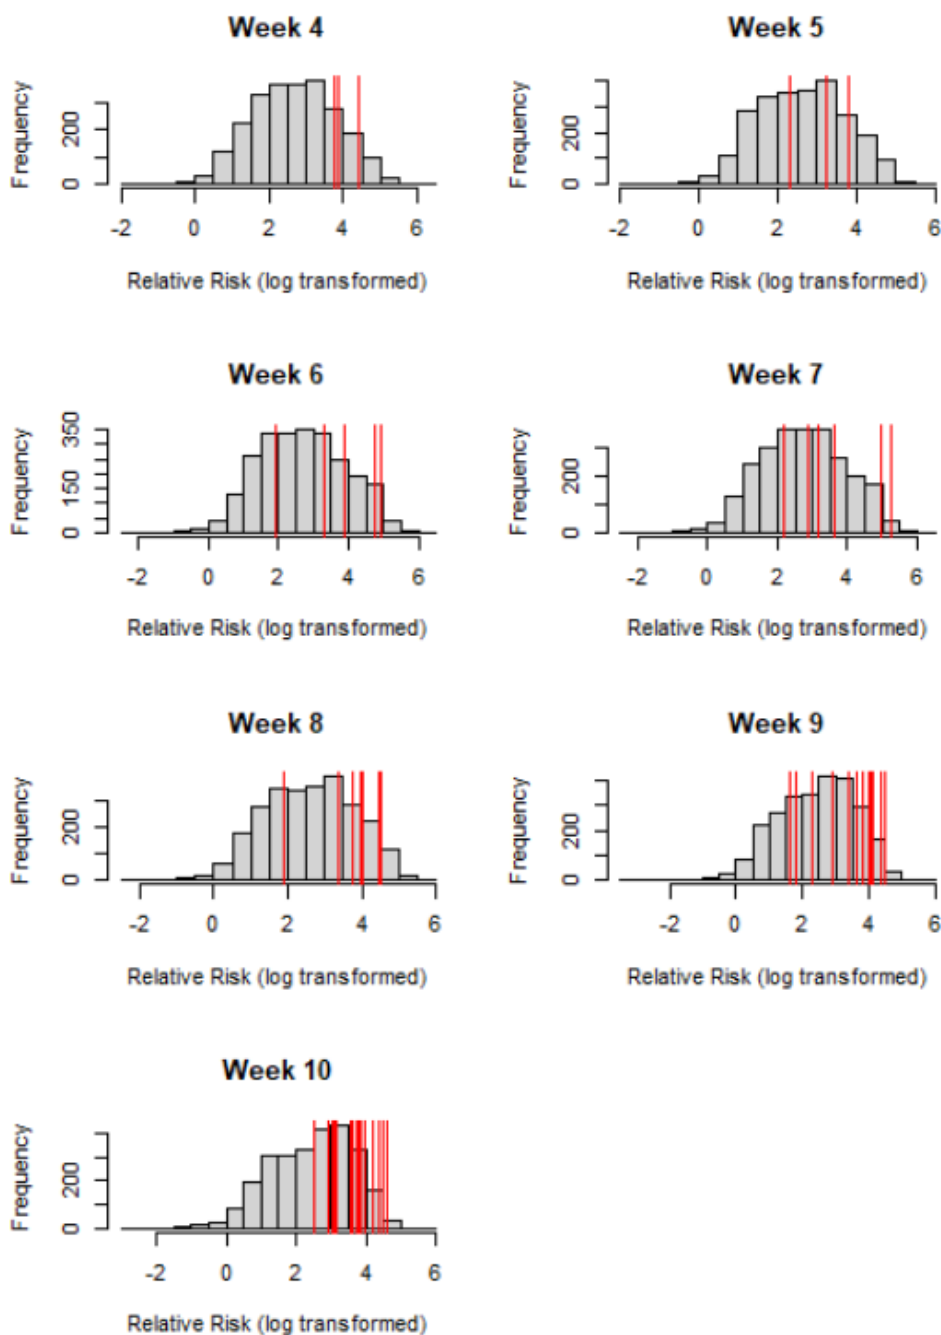 Week 4
Frequency
0 200
-2 0 2 4 6
Relative Risk (log transformed)
Week 5
Frequency
0 200
-2 0 2 4 6
Relative Risk (log transformed)
Week 6
Frequency
0 150 350
-2 0 2 4 6
Relative Risk (log transformed)
Week 7
Frequency
0 200
-2 0 2 4 6
Relative Risk (log transformed)
Week 8
Frequency
0 200
-2 0 2 4 6
Relative Risk (log transformed)
Week 9
Frequency
0 200
-2 0 2 4 6
Relative Risk (log transformed)
Week 10
Frequency
0 200
-2 0 2 4 6
Relative Risk (log transformed)